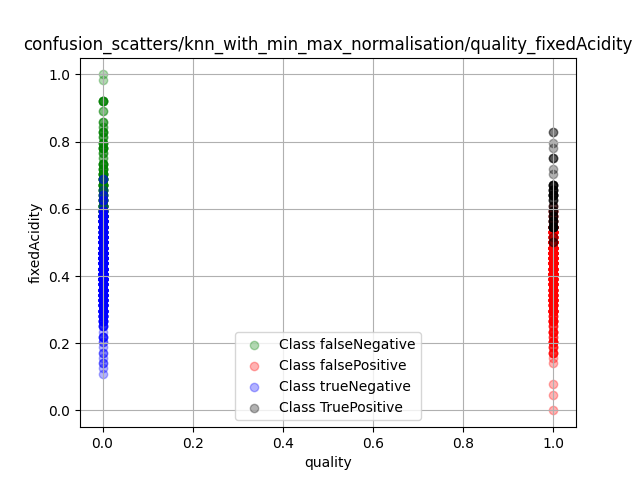 confusion_scatters/knn_with_min_max_normalisation/quality_fixedAcidity
1.0
0.8
0.6
0.4
0.2
0.0
fixedAcidity
Class falseNegative
Class falsePositive
Class trueNegative
Class TruePositive
0.0 0.2 0.4 0.6 0.8 1.0
quality